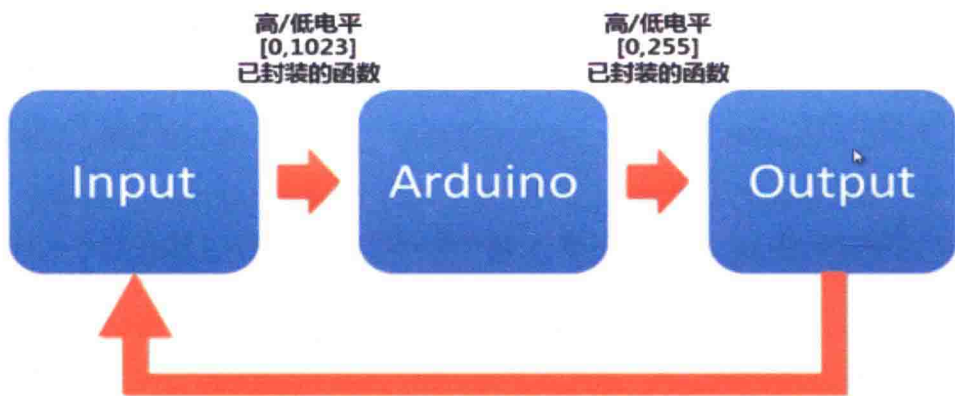 高/低电平
[0,1023]
已封装的函数
高/低电平
[0,255]
已封装的函数
Input
Arduino
Output